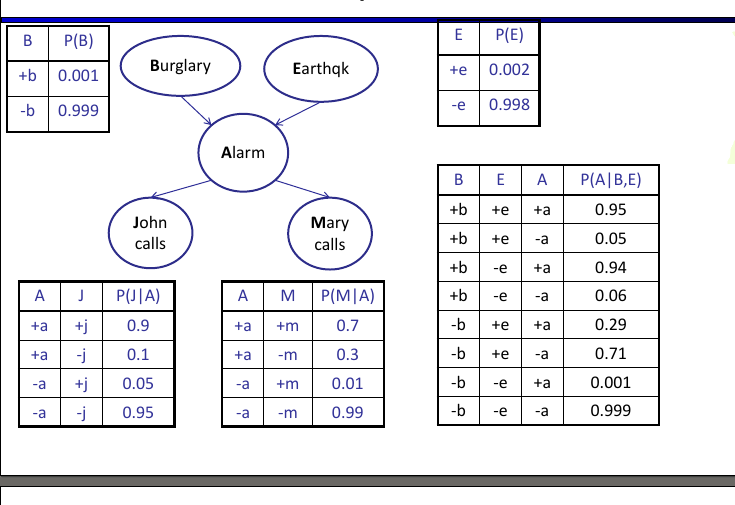 B P(B)
+b 0.001
-b 0.999
Burglary
Earthqk
E P(E)
+e 0.002
-e 0.998
Alarm
John
calls
Mary
calls
B E A P(A|B,E)
+b +e +a 0.95
+b +e -a 0.05
+b -e +a 0.94
+b -e -a 0.06
-b +e +a 0.29
-b +e -a 0.71
-b -e +a 0.001
-b -e -a 0.999
A J P(J|A)
+a +j 0.9
+a -j 0.1
-a +j 0.05
-a -j 0.95
A M P(M|A)
+a +m 0.7
+a -m 0.3
-a +m 0.01
-a -m 0.99